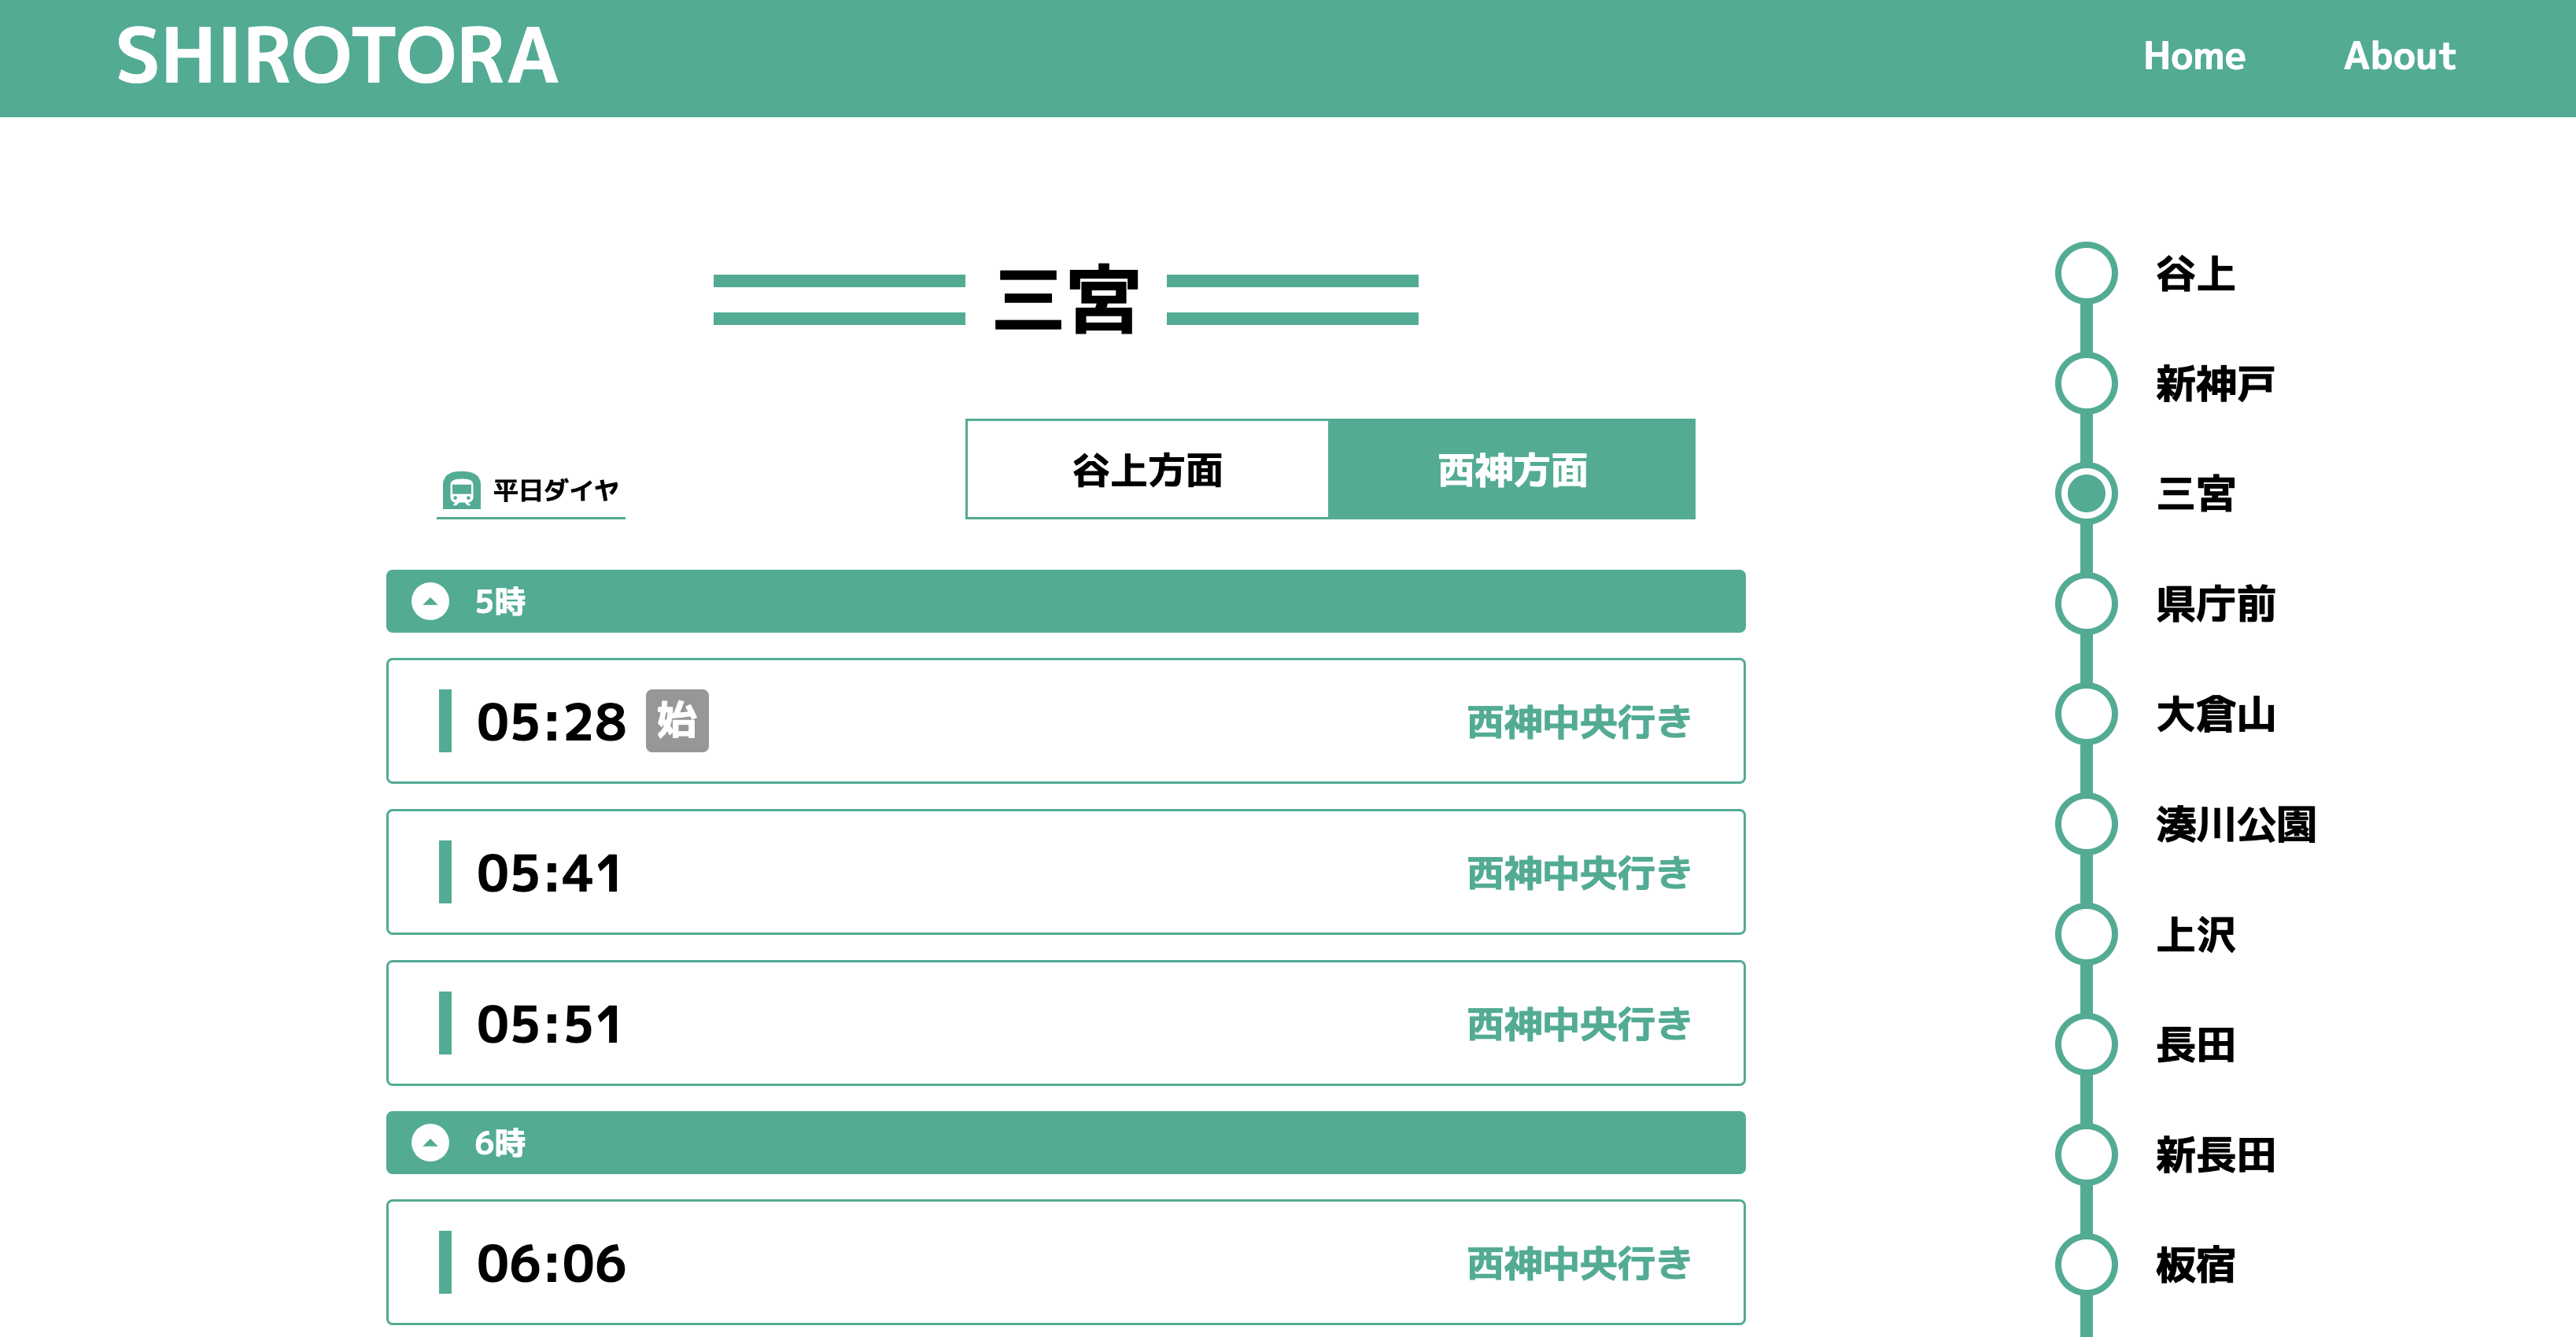 SHIROTORA
Home
About
三宮
平日ダイヤ
谷上方面
西神方面
5時
05:28 始 西神中央行き
05:41 西神中央行き
05:51 西神中央行き
6時
06:06 西神中央行き
谷上
新神戸
三宮
県庁前
大倉山
湊川公園
上沢
長田
新長田
板宿